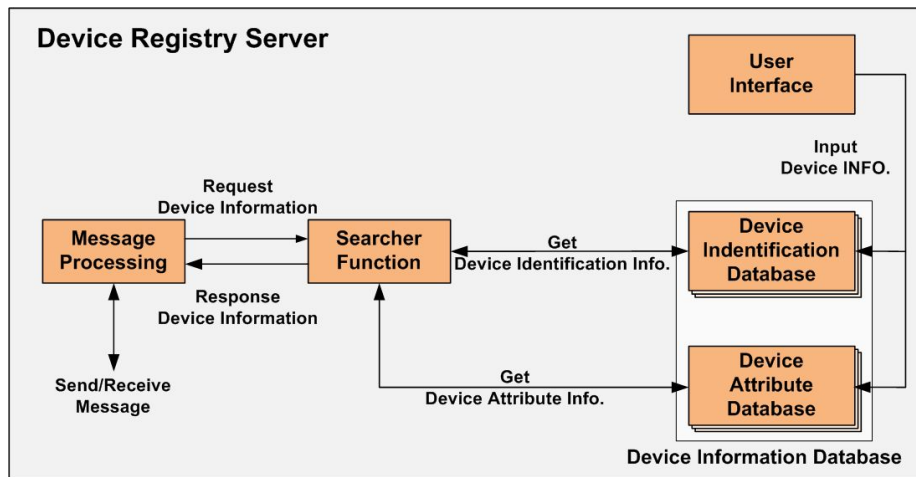 Device Registry Server
User
Interface
Input
Device INFO.
Request
Device Information
Message
Processing
Searcher
Function
Get
Device Identification Info.
Device
Indentification
Database
Response
Device Information
Send/Receive
Message
Get
Device Attribute Info.
Device
Attribute
Database
Device Information Database